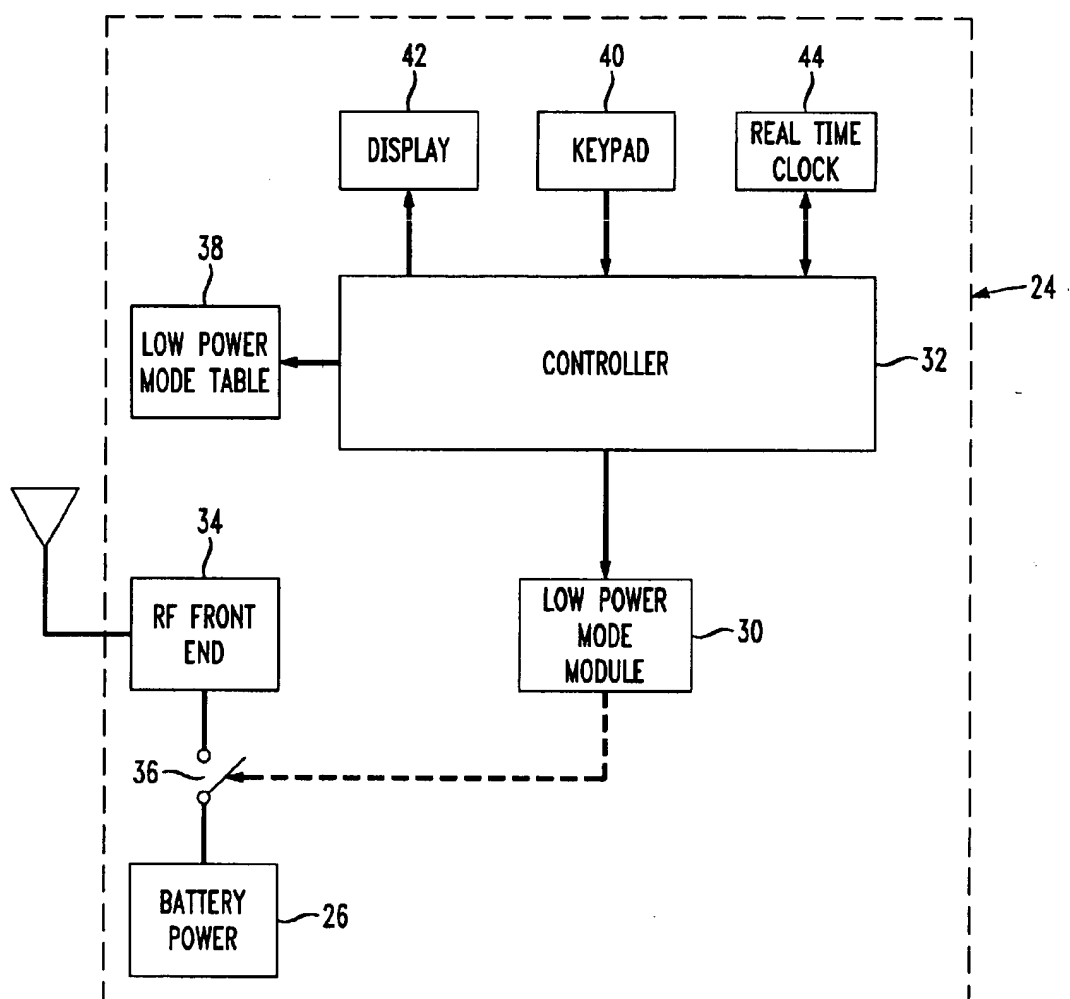 42
40
44
DISPLAY
KEYPAD
REAL TIME
CLOCK
38
24
LOW POWER
MODE TABLE
CONTROLLER
32
34
RF FRONT
END
LOW POWER
MODE
MODULE
30
36
BATTERY
POWER
26